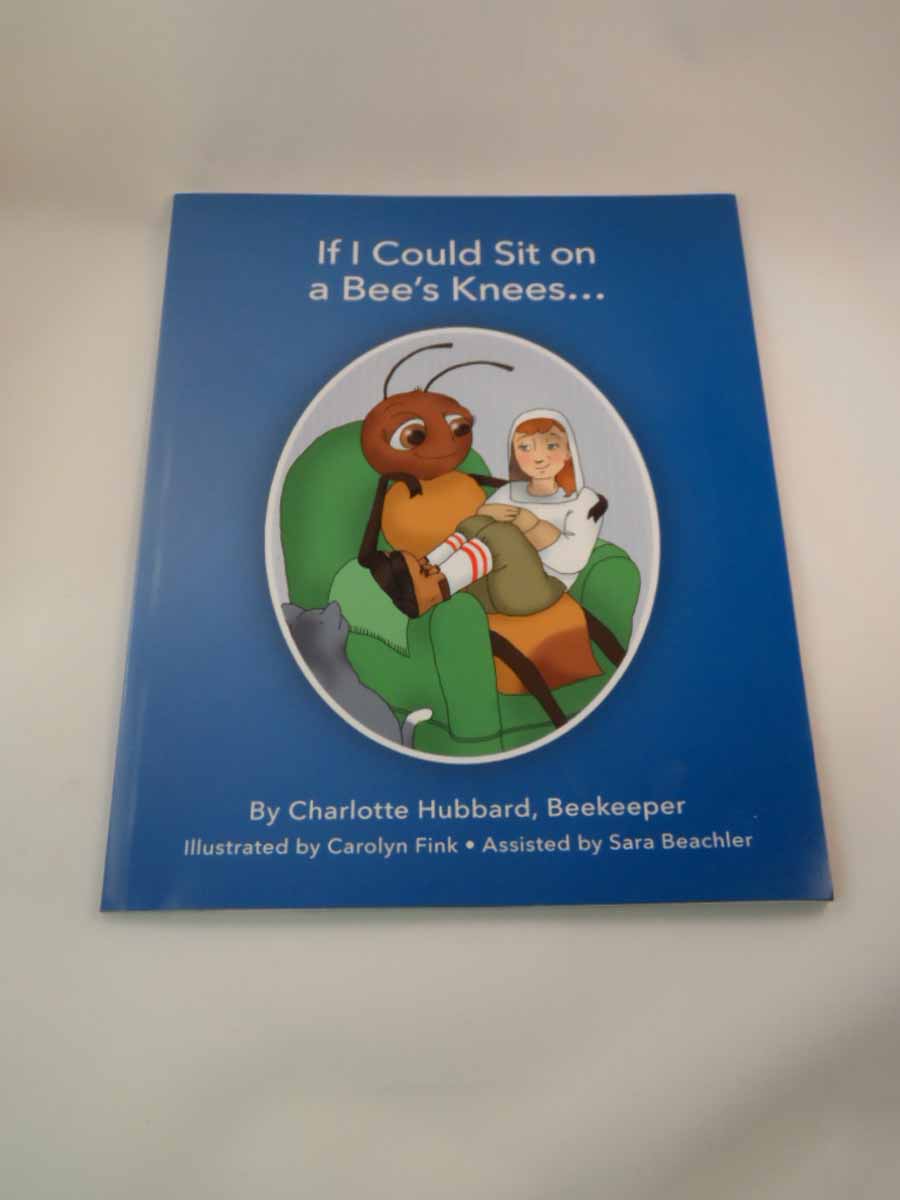 If I Could Sit on
a Bee's Knees...
By Charlotte Hubbard, Beekeeper
Illustrated by Carolyn Fink • Assisted by Sara Beachler